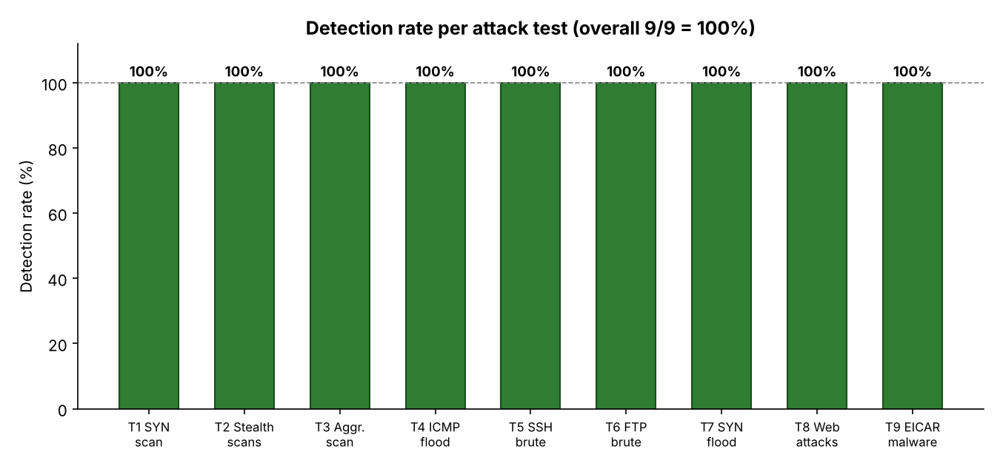 Detection rate per attack test (overall 9/9 = 100%)
Detection rate (%)
100
80
60
40
20
0
100% 100% 100% 100% 100% 100% 100% 100% 100%
T1 SYN
scan
T2 Stealth
scans
T3 Aggr.
scan
T4 ICMP
flood
T5 SSH
brute
T6 FTP
brute
T7 SYN
flood
T8 Web
attacks
T9 EICAR
malware